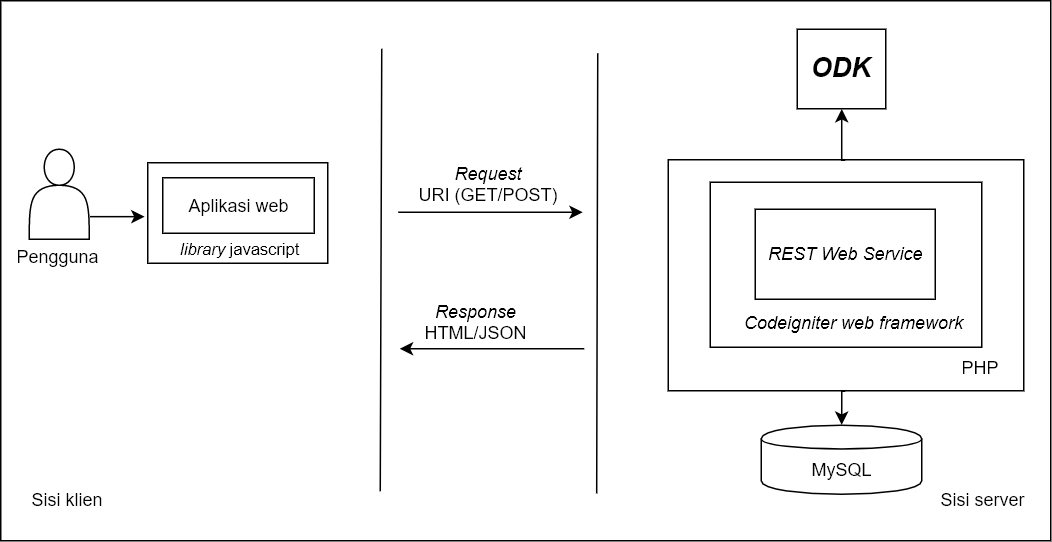 ODK
Pengguna
Aplikasi web
library javascript
Request
URI (GET/POST)
Response
HTML/JSON
REST Web Service
Codeigniter web framework
PHP
MySQL
Sisi klien
Sisi server